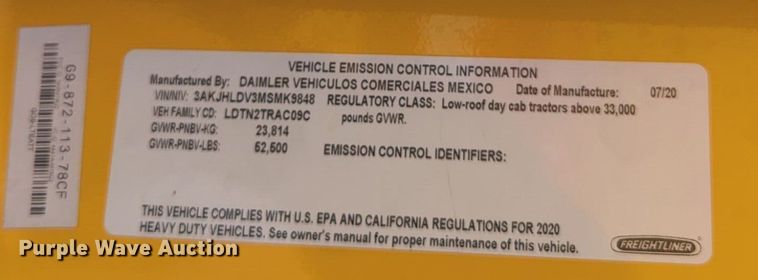 VEHICLE EMISSION CONTROL INFORMATION
Manufactured By: DAIMLER VEHICULOS COMERCIALES MEXICO Date of Manufacture: 07/20
VIN/NIV: 3AKJHLDV3MSMK9848 REGULATORY CLASS: Low-roof day cab tractors above 33,000
VEH FAMILY CD: LDTN2TRAC09C pounds GVWR.
GVWR-PNBV-KG: 23,814
GVWR-PNBV-LBS: 52,500 EMISSION CONTROL IDENTIFIERS:
THIS VEHICLE COMPLIES WITH U.S. EPA AND CALIFORNIA REGULATIONS FOR 2020
HEAVY DUTY VEHICLES. See owner's manual for proper maintenance of this vehicle.
FREIGHTLINER
G9-872-113-78CF
Purple Wave Auction